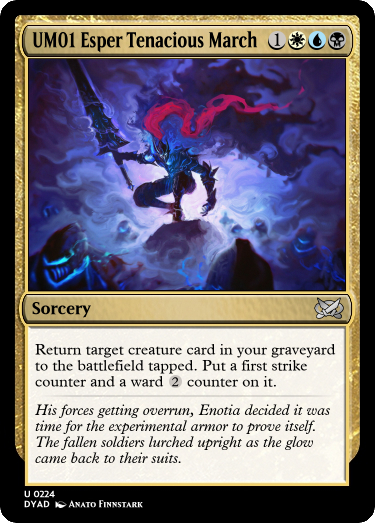 UM01 Esper Tenacious March 1
Sorcery
Return target creature card in your graveyard
to the battlefield tapped. Put a first strike
counter and a ward 2 counter on it.
His forces getting overrun, Enotia decided it was
time for the experimental armor to prove itself.
The fallen soldiers lurched upright as the glow
came back to their suits.
U 0224
DYAD Anato Finnstark